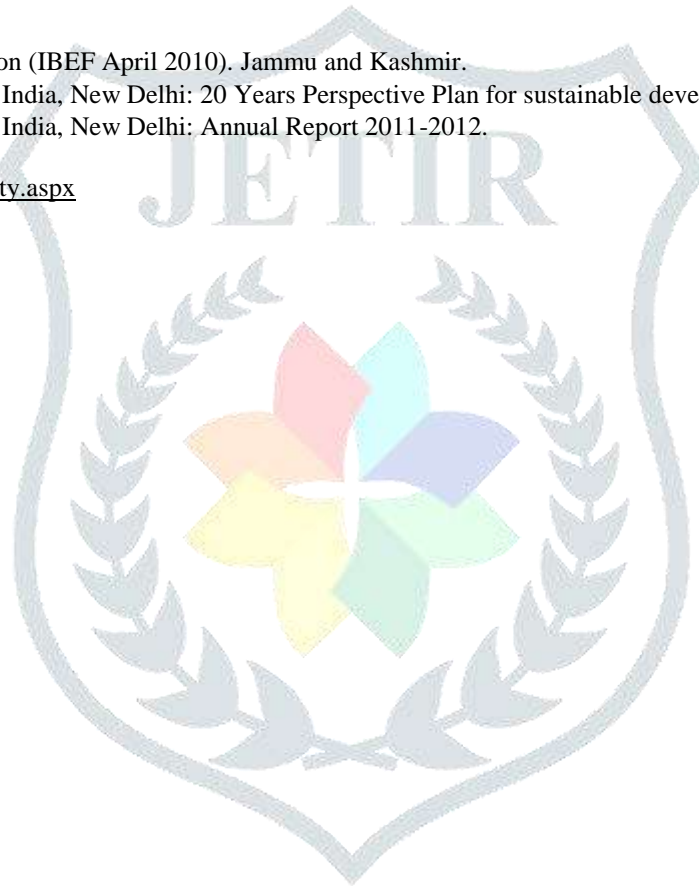 on (IBEF April 2010). Jammu and Kashmir.
India, New Delhi: 20 Years Perspective Plan for sustainable deve
India, New Delhi: Annual Report 2011-2012.
ty.aspx
JETIR